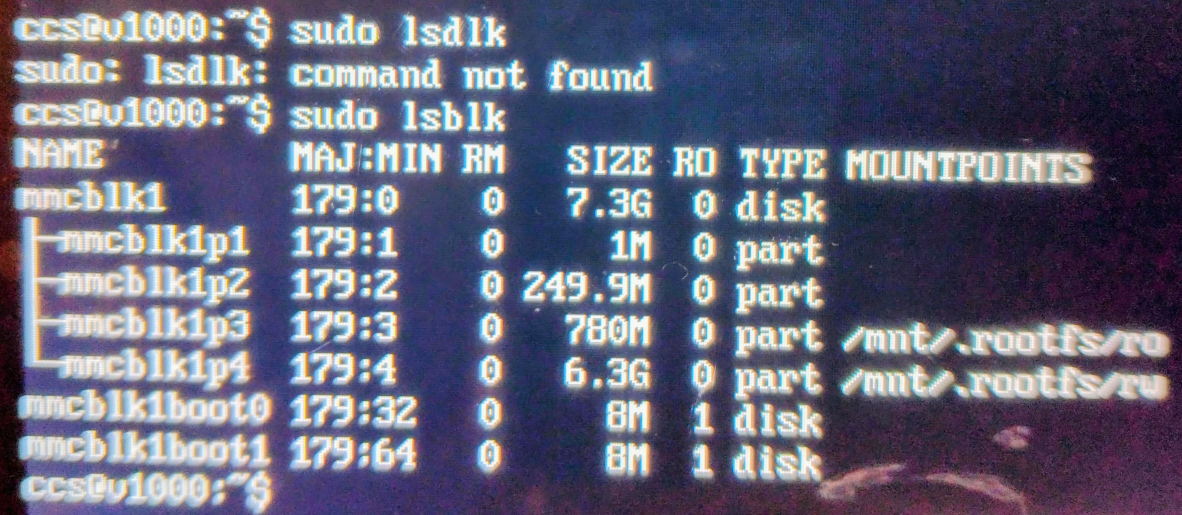 ccs@v1000:~$ sudo lsdlk
sudo: lsdlk: command not found
ccs@v1000:~$ sudo lsblk
NAME         MAJ:MIN RM   SIZE RO TYPE MOUNTPOINTS
mmcblk1      179:0    0   7.3G  0 disk
├─mmcblk1p1  179:1    0     1M  0 part
├─mmcblk1p2  179:2    0 249.9M  0 part
├─mmcblk1p3  179:3    0   780M  0 part /mnt/.rootfs/ro
└─mmcblk1p4  179:4    0   6.3G  0 part /mnt/.rootfs/rw
mmcblk1boot0 179:32   0     8M  1 disk
mmcblk1boot1 179:64   0     8M  1 disk
ccs@v1000:~$